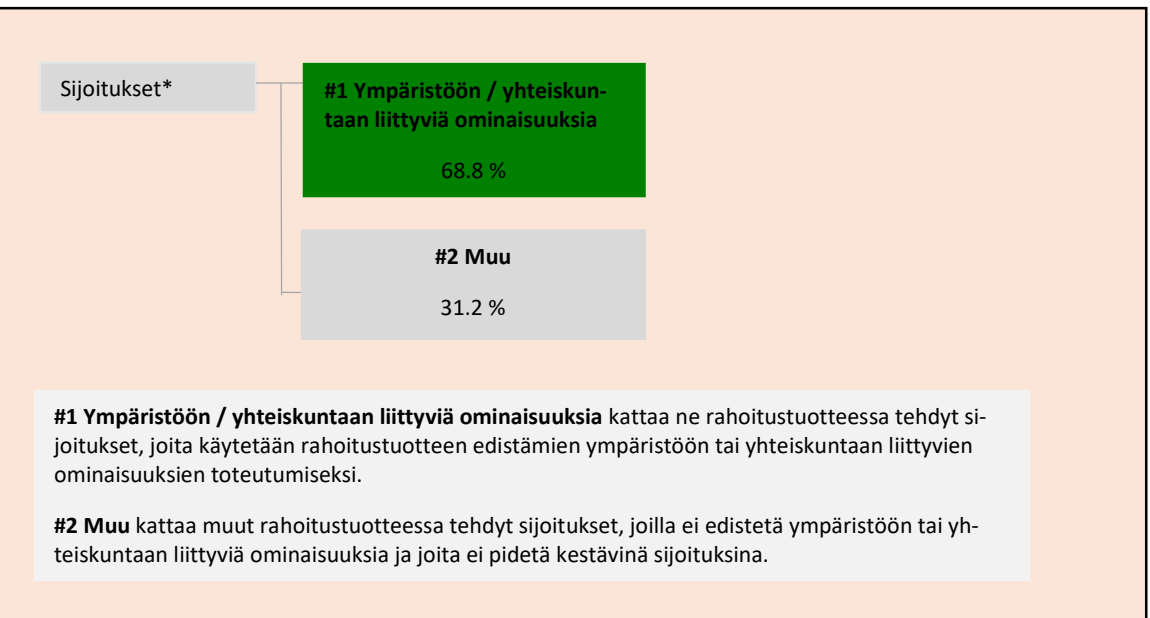 Sijoitukset*
#1 Ympäristöön / yhteiskun-
taan liittyviä ominaisuuksia
68.8 %
#2 Muu
31.2 %
#1 Ympäristöön / yhteiskuntaan liittyviä ominaisuuksia kattaa ne rahoitustuotteessa tehdyt si-
joitukset, joita käytetään rahoitustuotteen edistämien ympäristöön tai yhteiskuntaan liittyvien
ominaisuuksien toteutumiseksi.
#2 Muu kattaa muut rahoitustuotteessa tehdyt sijoitukset, joilla ei edistetä ympäristöön tai yh-
teiskuntaan liittyviä ominaisuuksia ja joita ei pidetä kestävinä sijoituksina.